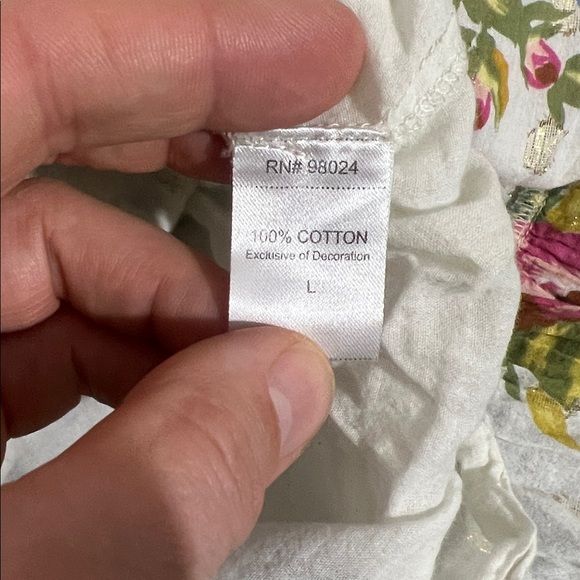 RN# 98024
100% COTTON
Exclusive of Decoration
L